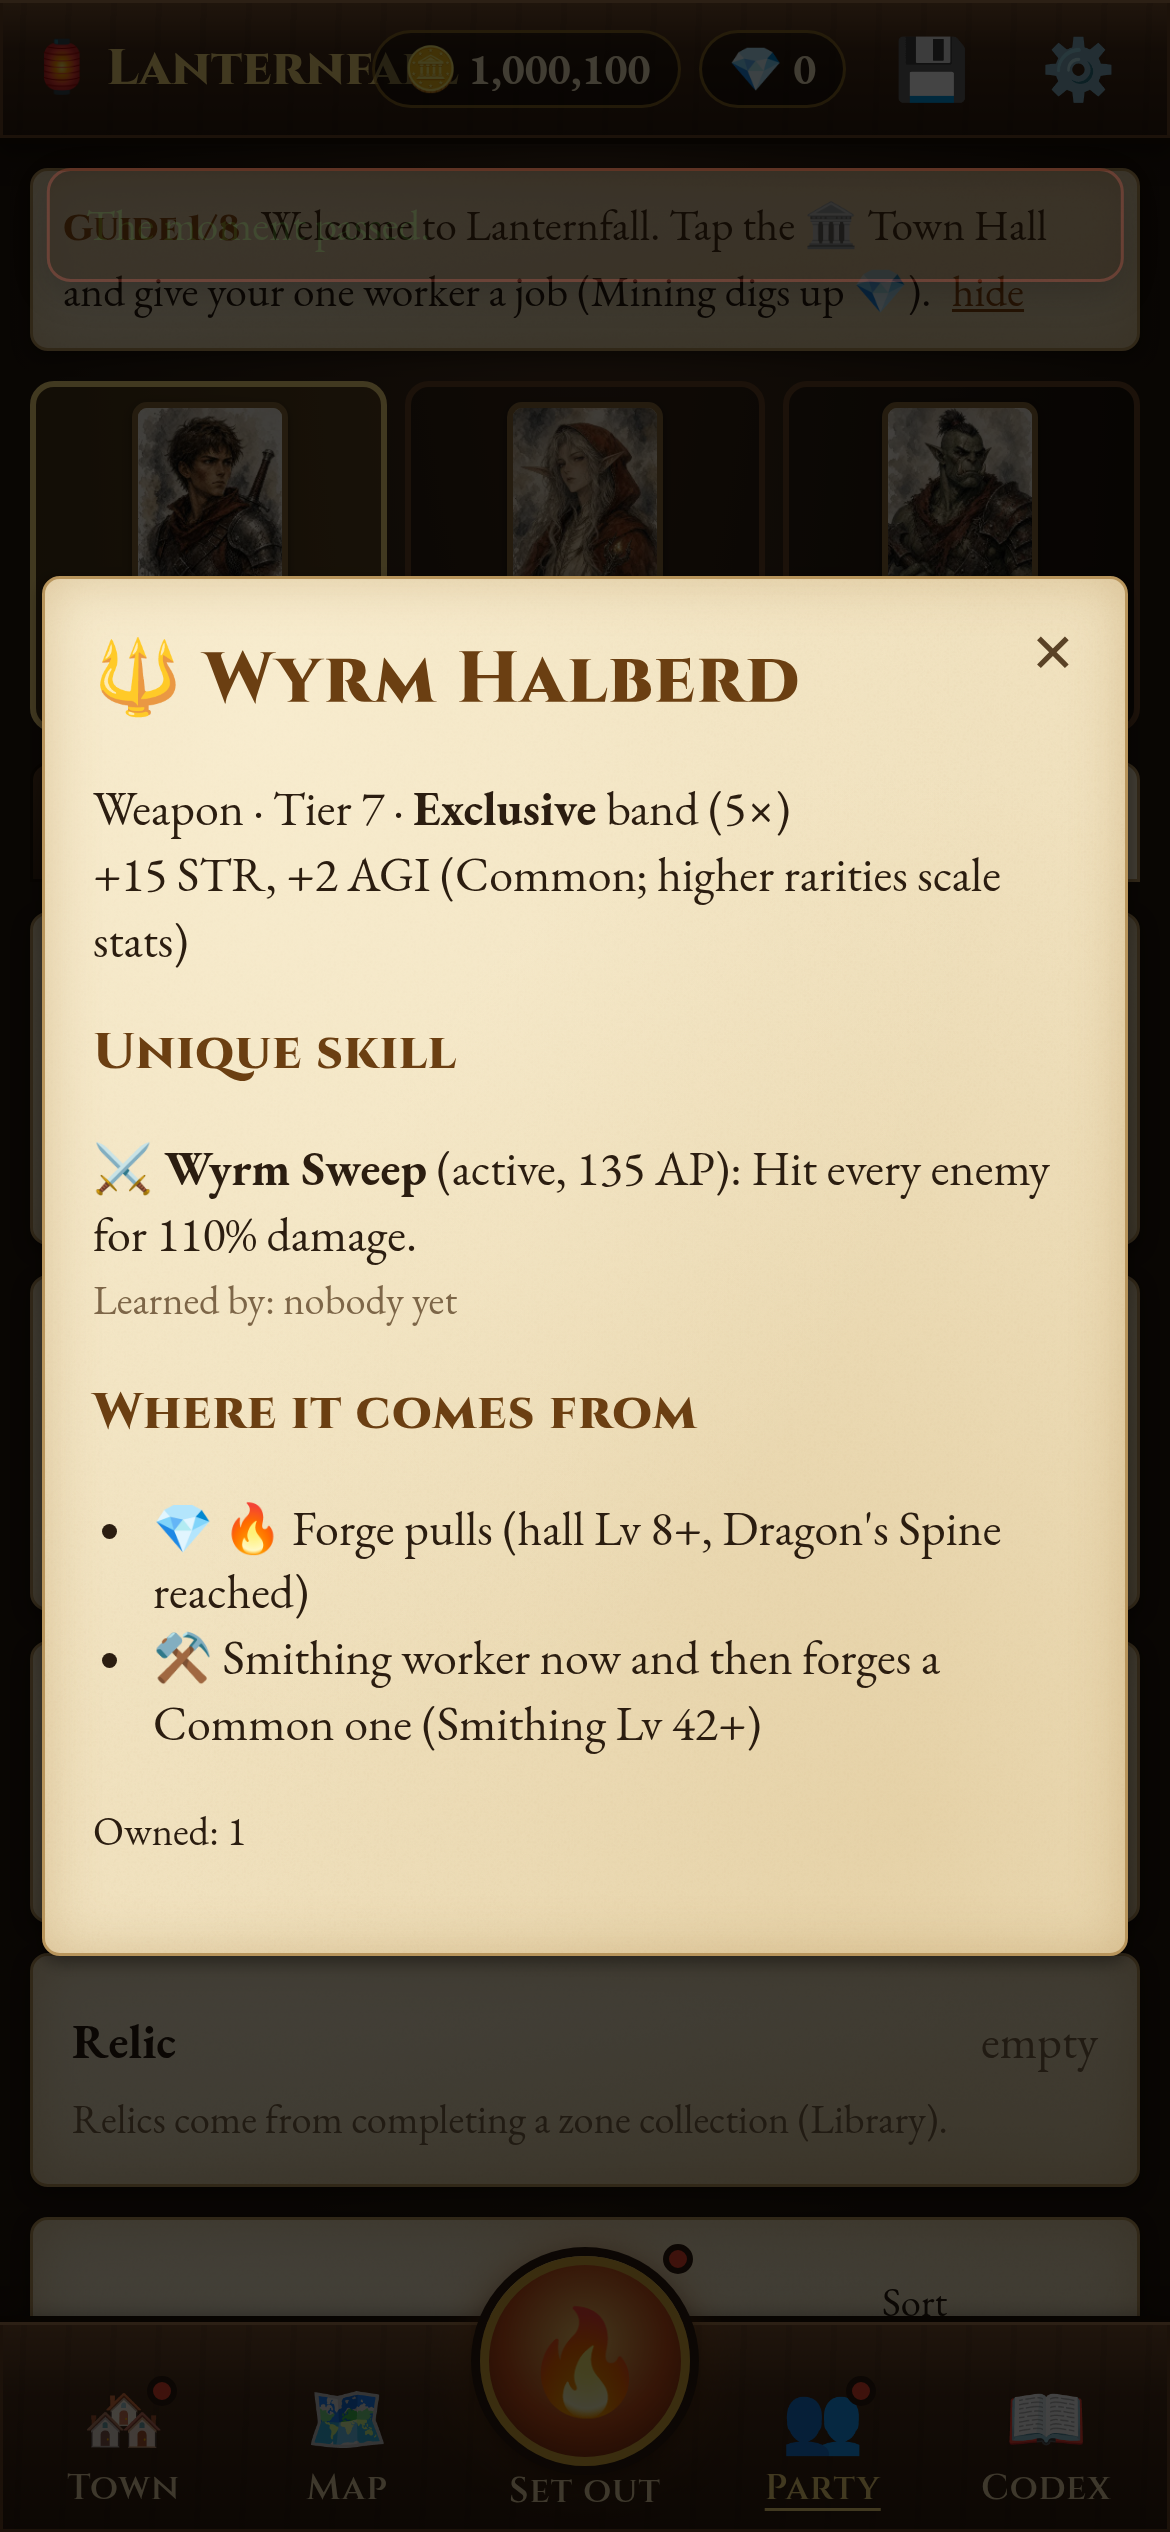 LANTERNFALL 1,000,100 0
The moment passed.
GUIDE 1/8 Welcome to Lanternfall. Tap the Town Hall
and give your one worker a job (Mining digs up ). hide
WYRM HALBERD ✕
Weapon · Tier 7 · Exclusive band (5×)
+15 STR, +2 AGI (Common; higher rarities scale
stats)
UNIQUE SKILL
Wyrm Sweep (active, 135 AP): Hit every enemy
for 110% damage.
Learned by: nobody yet
WHERE IT COMES FROM
• Forge pulls (hall Lv 8+, Dragon's Spine
reached)
• Smithing worker now and then forges a
Common one (Smithing Lv 42+)
Owned: 1
Relic empty
Relics come from completing a zone collection (Library).
Sort
TOWN MAP SET OUT PARTY CODEX